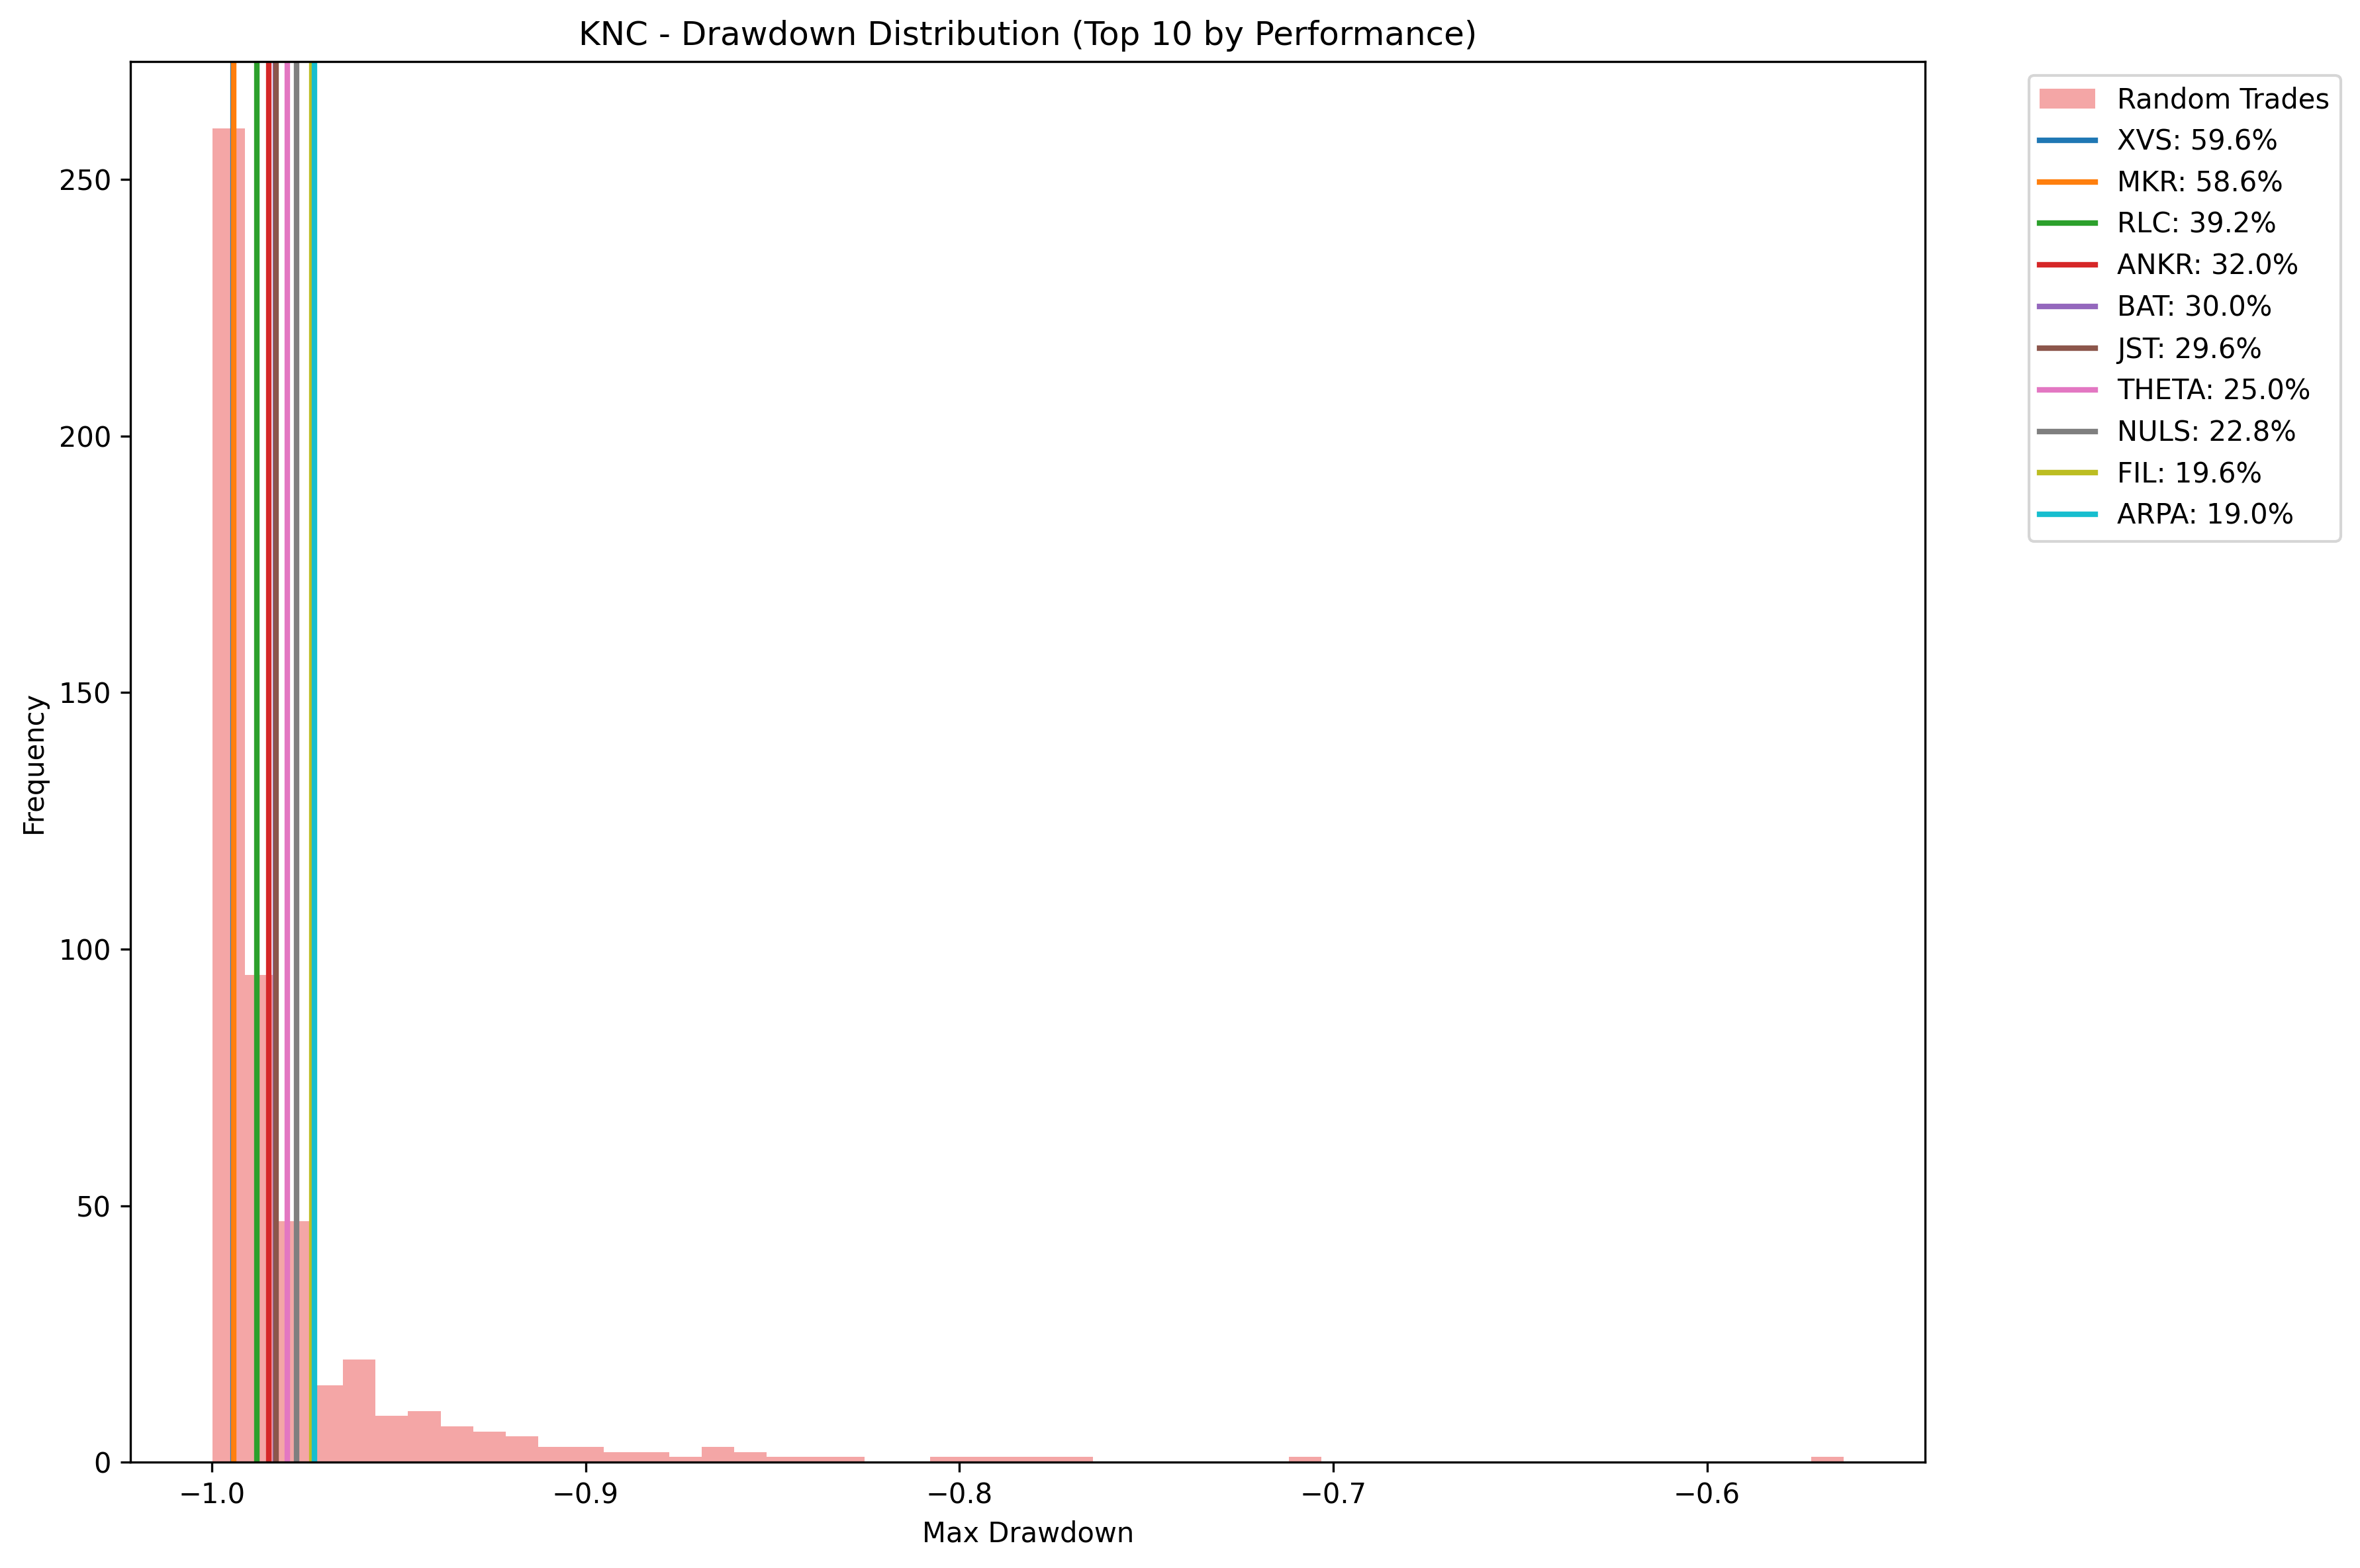 KNC - Drawdown Distribution (Top 10 by Performance)
Random Trades
XVS: 59.6%
MKR: 58.6%
RLC: 39.2%
ANKR: 32.0%
BAT: 30.0%
JST: 29.6%
THETA: 25.0%
NULS: 22.8%
FIL: 19.6%
ARPA: 19.0%
Frequency
250
200
150
100
50
0
−1.0
−0.9
−0.8
−0.7
−0.6
Max Drawdown